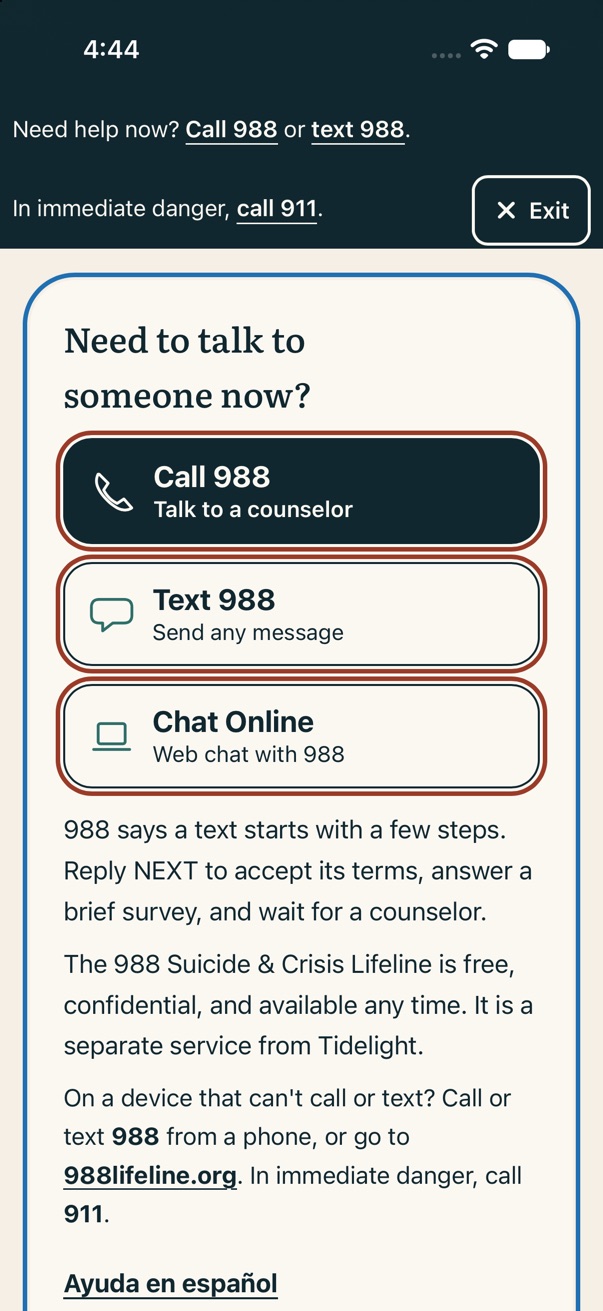 4:44
Need help now? Call 988 or text 988.
In immediate danger, call 911.
Exit
Need to talk to
someone now?
Call 988
Talk to a counselor
Text 988
Send any message
Chat Online
Web chat with 988
988 says a text starts with a few steps.
Reply NEXT to accept its terms, answer a
brief survey, and wait for a counselor.
The 988 Suicide & Crisis Lifeline is free,
confidential, and available any time. It is a
separate service from Tidelight.
On a device that can't call or text? Call or
text 988 from a phone, or go to
988lifeline.org. In immediate danger, call
911.
Ayuda en español